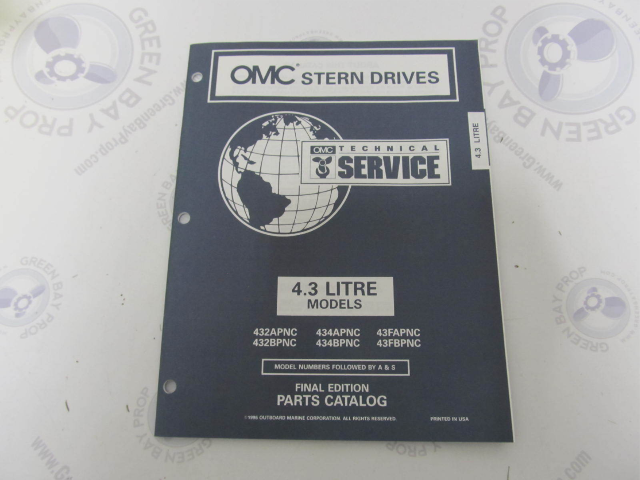 OMC® STERN DRIVES
4.3 LITRE
OMC TECHNICAL
SERVICE
4.3 LITRE
MODELS
432APNC 434APNC 43FAPNC
432BPNC 434BPNC 43FBPNC
MODEL NUMBERS FOLLOWED BY A & S
FINAL EDITION
PARTS CATALOG
©1995 OUTBOARD MARINE CORPORATION. ALL RIGHTS RESERVED. PRINTED IN USA
GREEN BAY PROP
www.GreenBayProp.com